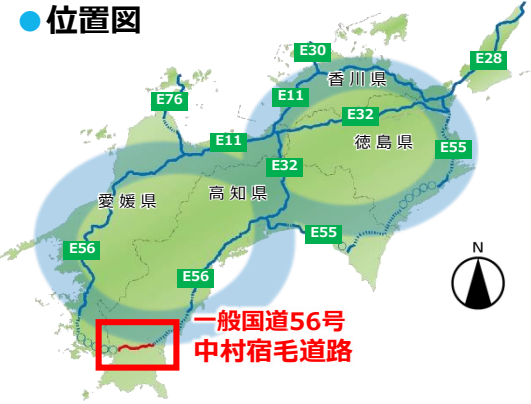 ●位置図
E30
E28
香川県
E76
E11
E32
E11
徳島県
E55
E32
愛媛県
高知県
E55
E56
E56
N
一般国道56号
中村宿毛道路